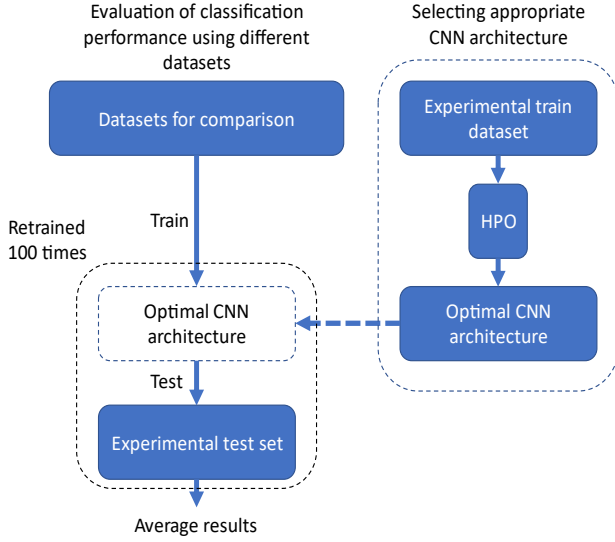 Evaluation of classification
performance using different
datasets
Datasets for comparison
Train
Retrained
100 times
Optimal CNN
architecture
Test
Experimental test set
Average results
Selecting appropriate
CNN architecture
Experimental train
dataset
HPO
Optimal CNN
architecture